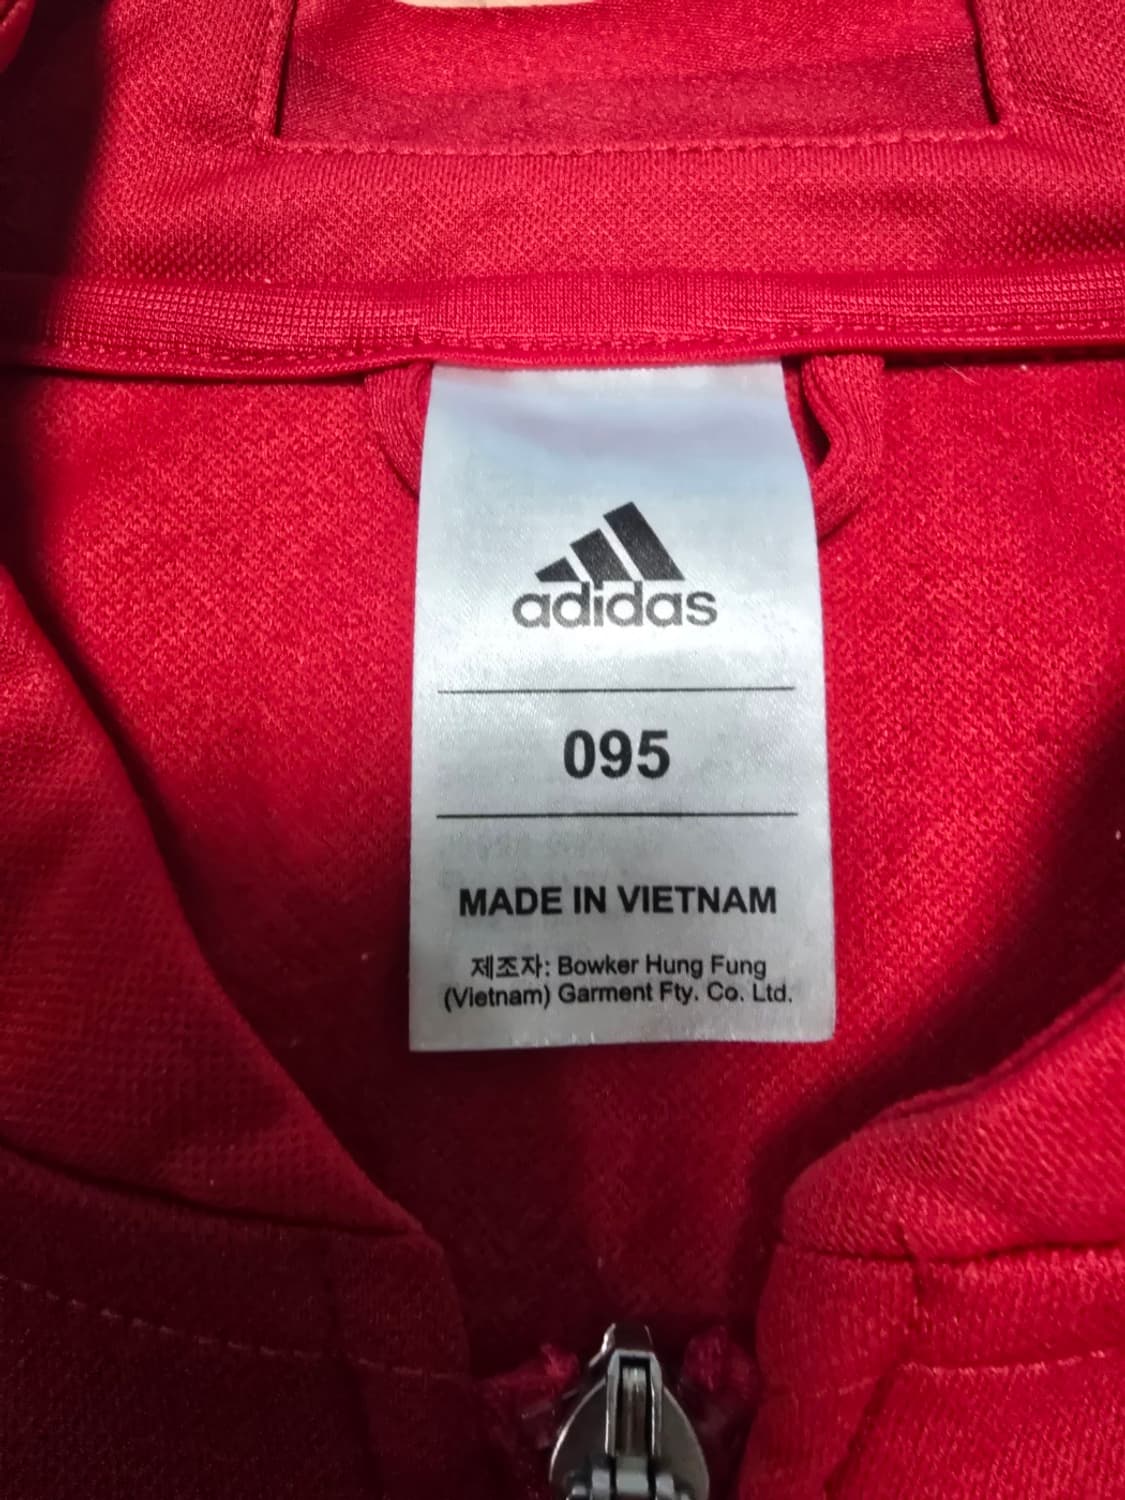 adidas
095
MADE IN VIETNAM
제조자: Bowker Hung Fung
(Vietnam) Garment Fty. Co. Ltd.